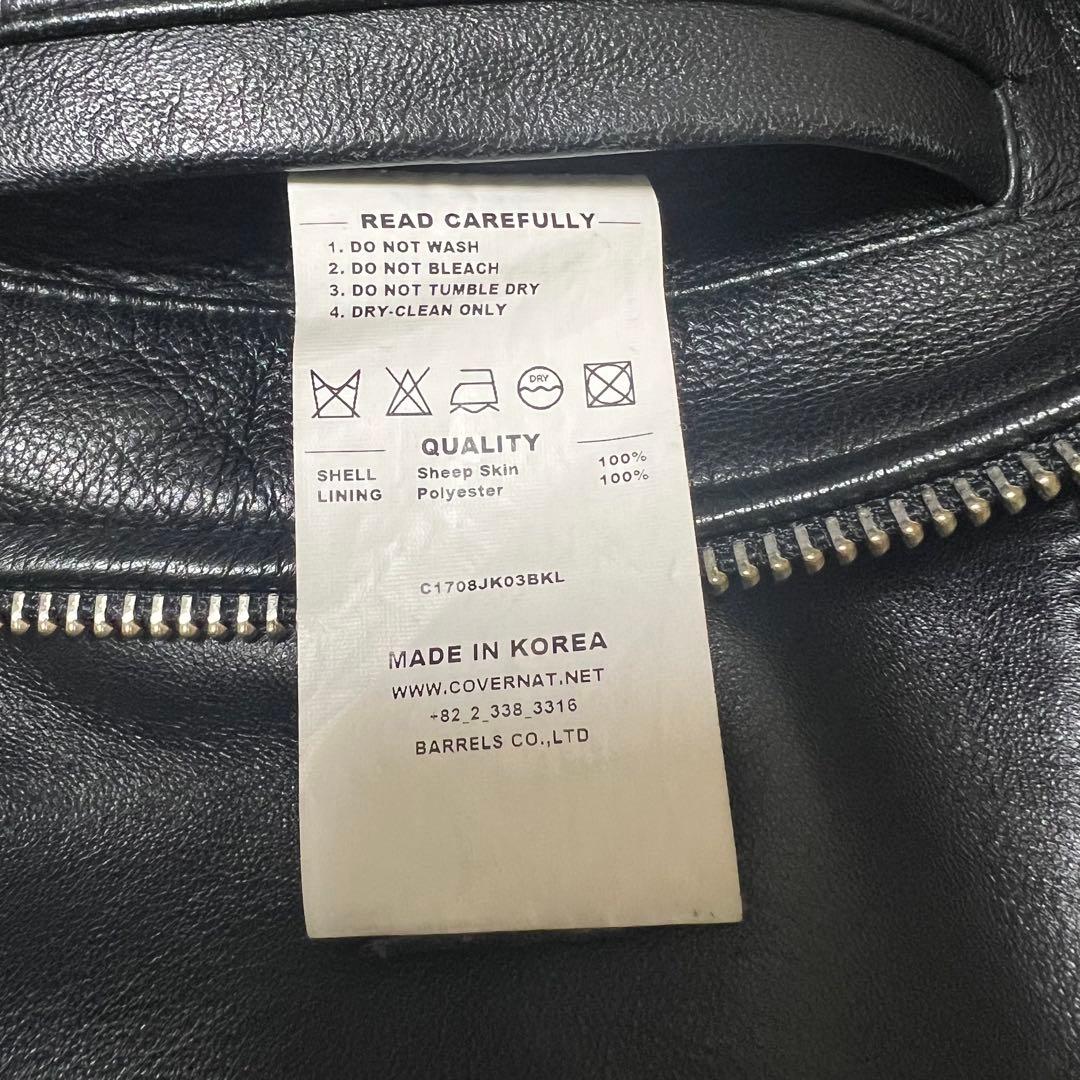 READ CAREFULLY
1. DO NOT WASH
2. DO NOT BLEACH
3. DO NOT TUMBLE DRY
4. DRY-CLEAN ONLY
DRY
QUALITY
SHELL Sheep Skin 100%
LINING Polyester 100%
C1708JK03BKL
MADE IN KOREA
WWW.COVERNAT.NET
+82_2_338_3316
BARRELS CO.,LTD